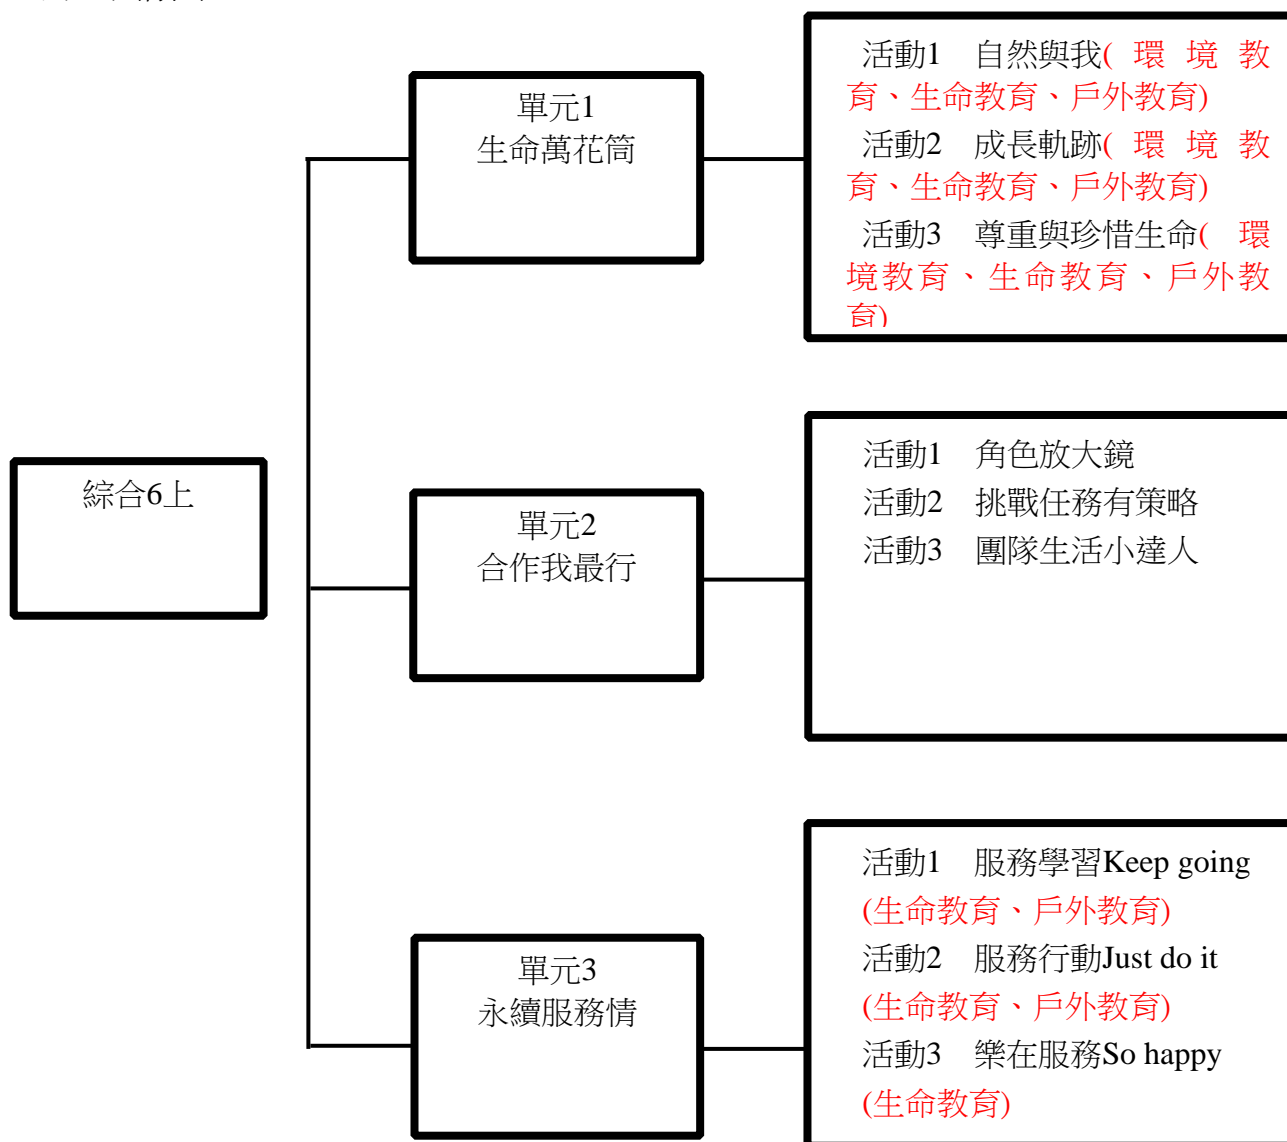 活動1　自然與我( 環 境 教
育、生命教育、戶外教育)
活動2　成長軌跡( 環 境 教
育、生命教育、戶外教育)
活動3　尊重與珍惜生命( 環
境教育、生命教育、戶外教
育)
單元1
生命萬花筒
綜合6上
單元2
合作我最行
活動1　角色放大鏡
活動2　挑戰任務有策略
活動3　團隊生活小達人
單元3
永續服務情
活動1　服務學習Keep going
(生命教育、戶外教育)
活動2　服務行動Just do it
(生命教育、戶外教育)
活動3　樂在服務So happy
(生命教育)